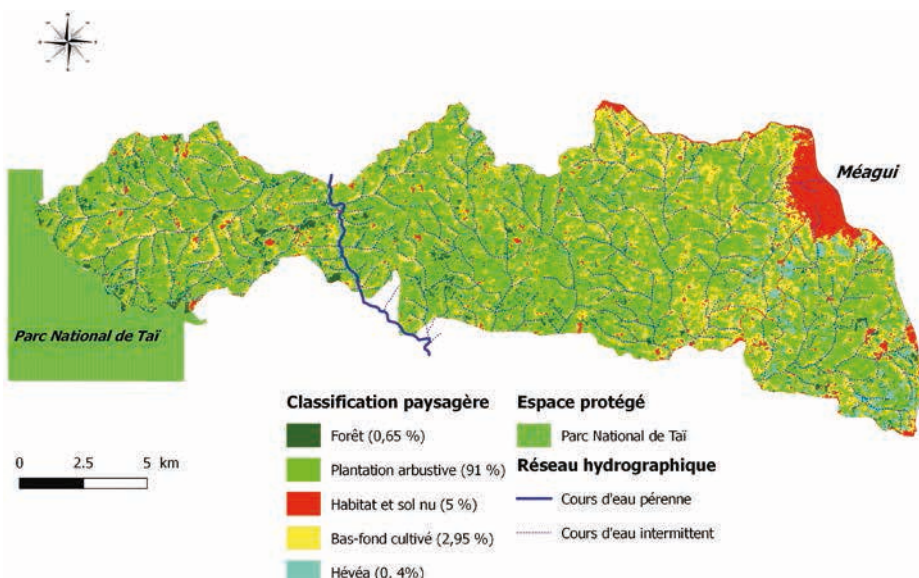 Méagui
Parc National de Taï
Classification paysagère
Forêt (0,65 %)
Plantation arbustive (91 %)
Habitat et sol nu (5 %)
Bas-fond cultivé (2,95 %)
Hévéa (0, 4%)
Espace protégé
Parc National de Taï
Réseau hydrographique
Cours d'eau pérenne
Cours d'eau intermittent
0 2.5 5 km